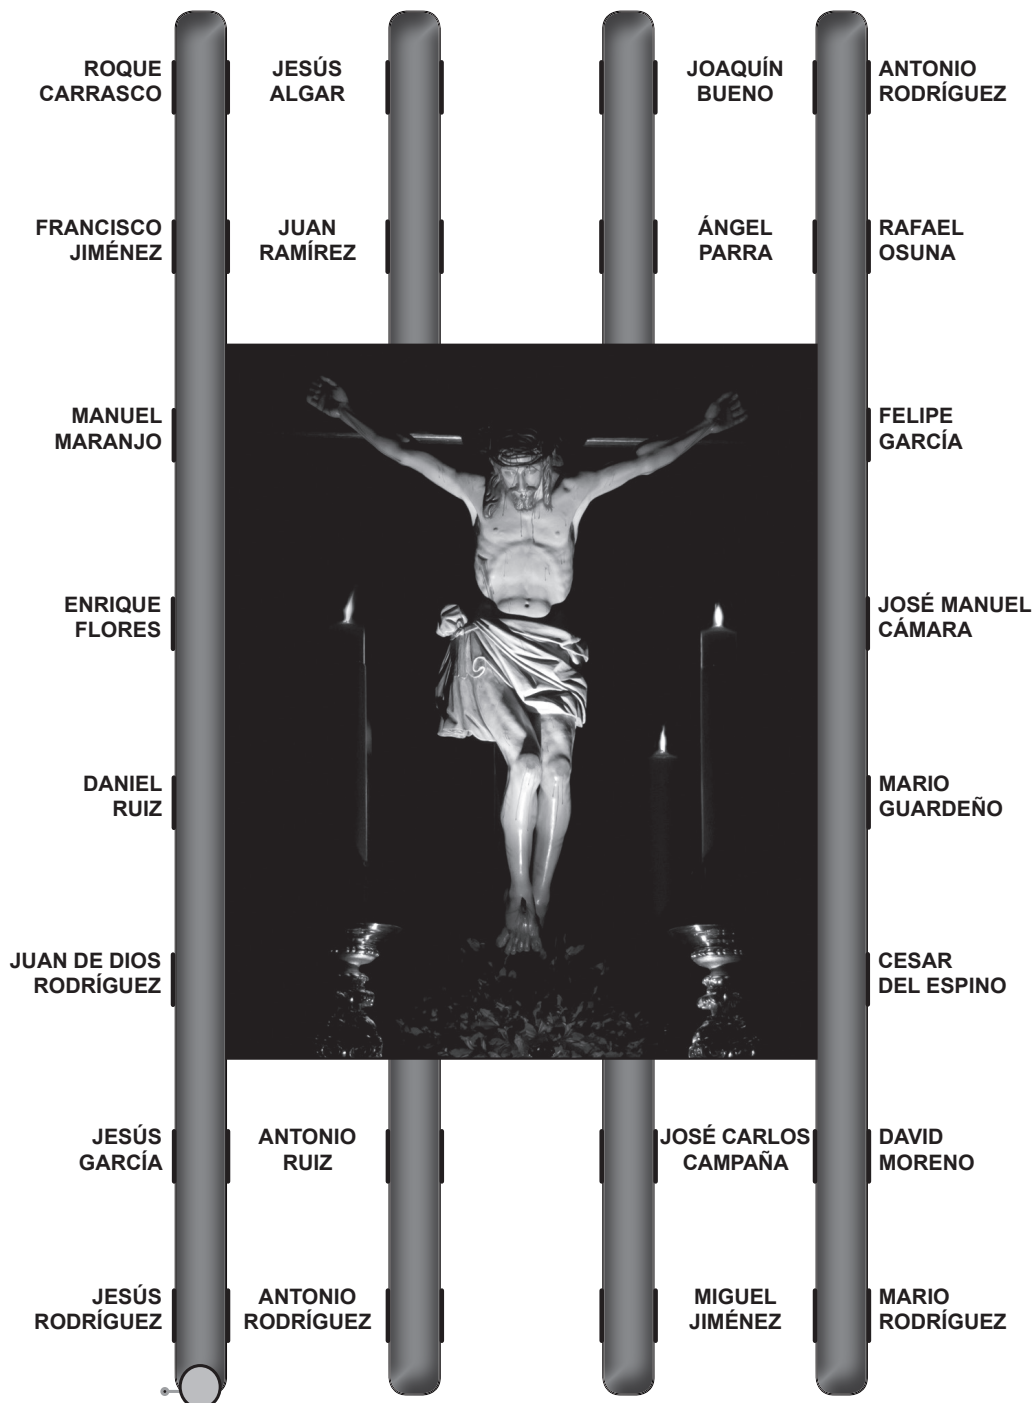 ROQUE
CARRASCO
JESÚS
ALGAR
JOAQUÍN
BUENO
ANTONIO
RODRÍGUEZ
FRANCISCO
JIMÉNEZ
JUAN
RAMÍREZ
ÁNGEL
PARRA
RAFAEL
OSUNA
MANUEL
MARANJO
FELIPE
GARCÍA
ENRIQUE
FLORES
JOSÉ MANUEL
CÁMARA
DANIEL
RUIZ
MARIO
GUARDEÑO
JUAN DE DIOS
RODRÍGUEZ
CESAR
DEL ESPINO
JESÚS
GARCÍA
ANTONIO
RUIZ
JOSÉ CARLOS
CAMPAÑA
DAVID
MORENO
JESÚS
RODRÍGUEZ
ANTONIO
RODRÍGUEZ
MIGUEL
JIMÉNEZ
MARIO
RODRÍGUEZ